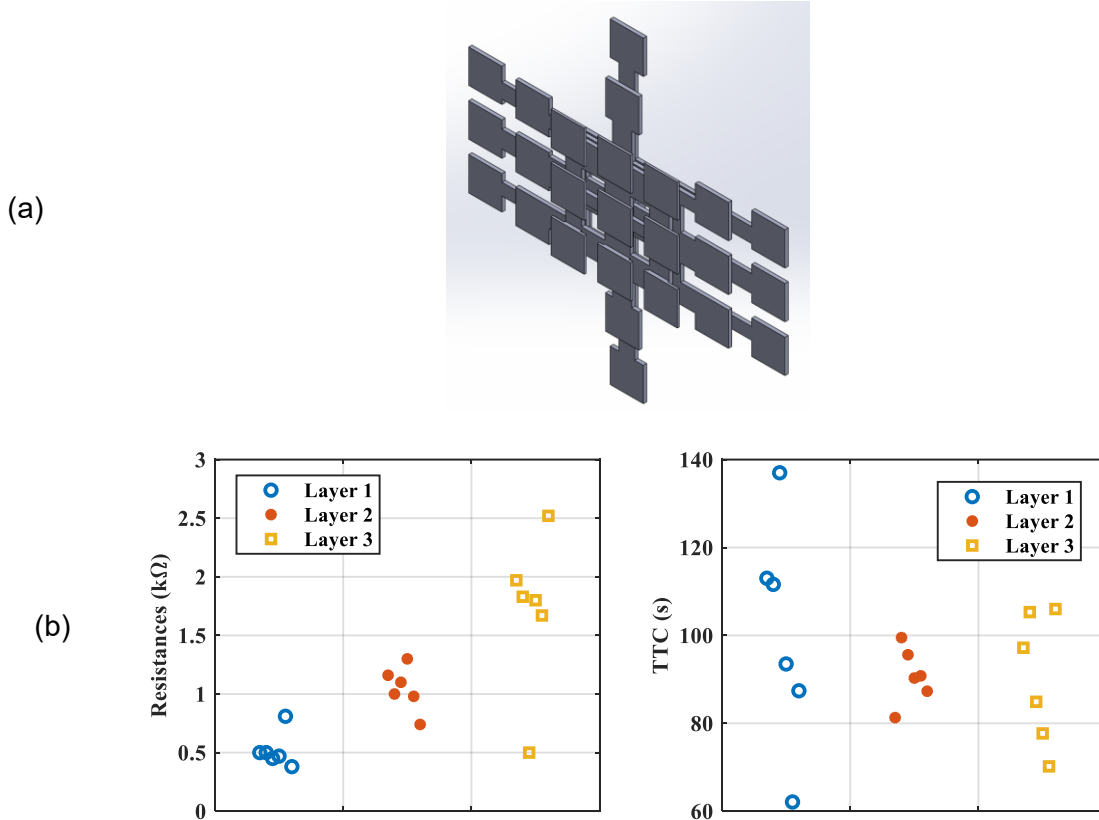 (a)
(b)
3
2.5
2
1.5
1
0.5
0
Resistances (kΩ)
Layer 1
Layer 2
Layer 3
140
120
100
80
60
TTC (s)
Layer 1
Layer 2
Layer 3